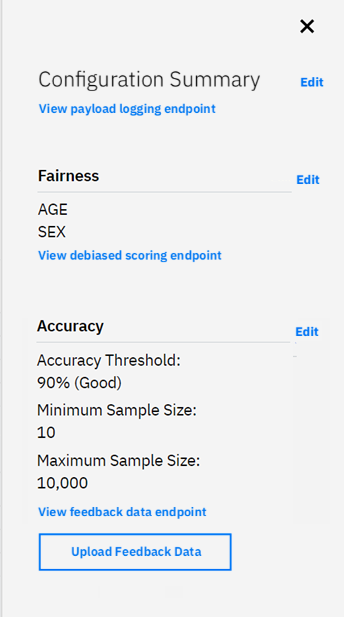 Configuration Summary Edit
View payload logging endpoint
Fairness Edit
AGE
SEX
View debiased scoring endpoint
Accuracy Edit
Accuracy Threshold:
90% (Good)
Minimum Sample Size:
10
Maximum Sample Size:
10,000
View feedback data endpoint
Upload Feedback Data